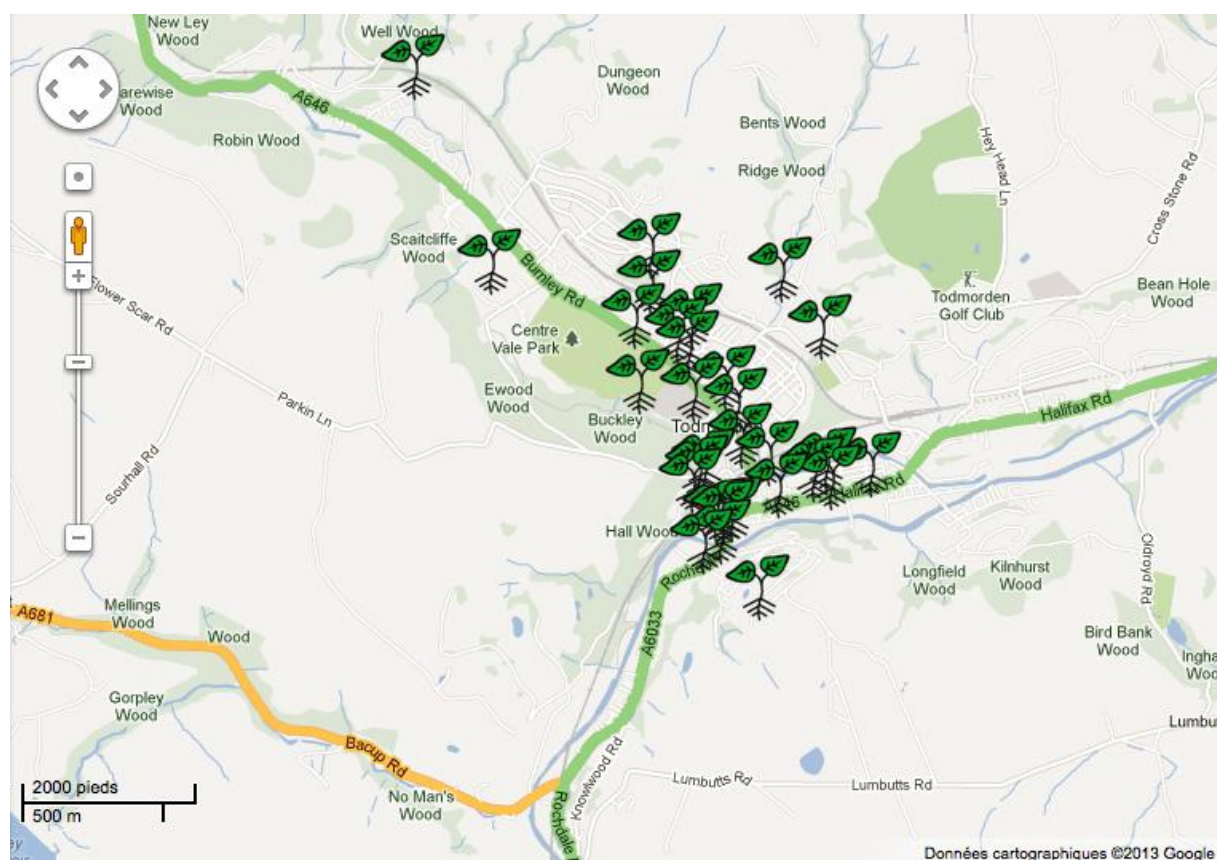 New Ley
Wood
Well Wood
arewise
Wood
A646
Dungeon
Wood
Robin Wood
Bents Wood
Hey Head Ln
Ridge Wood
Cross Stone Rd
Scaitcliffe
Wood
Burnley Rd
Flower Scar Rd
Todmorden
Golf Club
Bean Hole
Wood
Centre
Vale Park
Ewood
Wood
Parkin Ln
Halifax Rd
Buckley
Wood
Sourhall Rd
Hall Wood
Oldroyd Rd
Longfield
Wood
Kilnhurst
Wood
A681
Mellings
Wood
Wood
A6033
Bird Bank
Wood
Ingha
Woo
Gorpley
Wood
Lumbu
Bacup Rd
Knowlwood Rd
Lumbutts Rd
Lumbutts Rd
2000 pieds
500 m
No Man's
Wood
Rochdale
Données cartographiques ©2013 Google